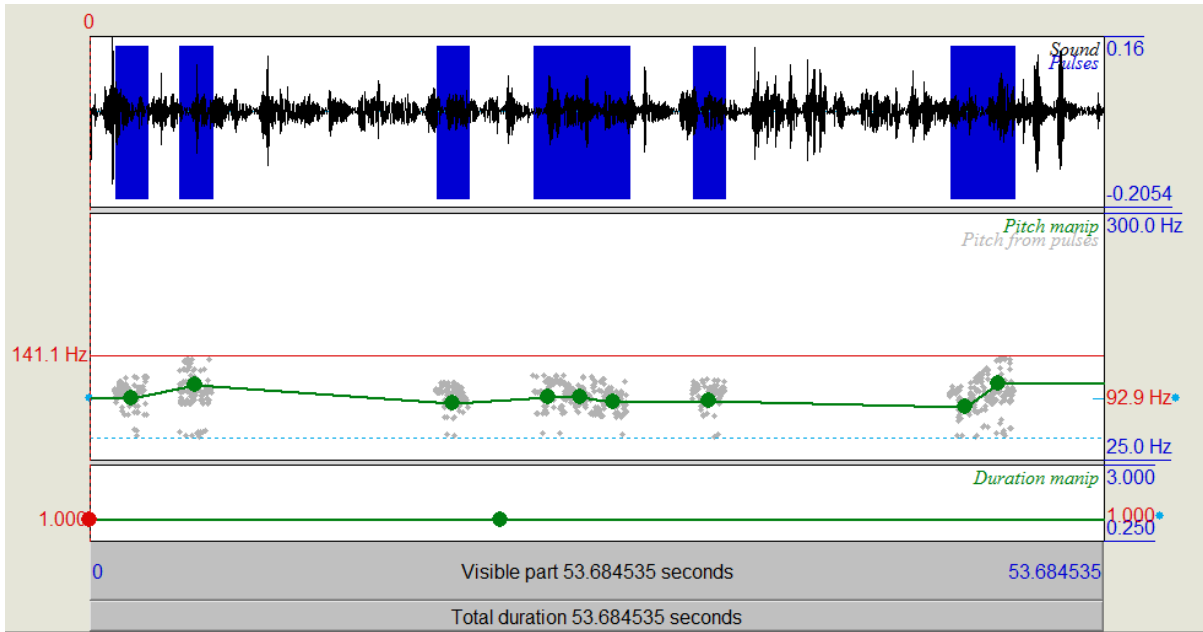 0
Sound 0.16
Pulses
-0.2054
Pitch manip 300.0 Hz
Pitch from pulses
141.1 Hz
92.9 Hz
25.0 Hz
Duration manip 3.000
1.000 1.000
0.250
0 Visible part 53.684535 seconds 53.684535
Total duration 53.684535 seconds